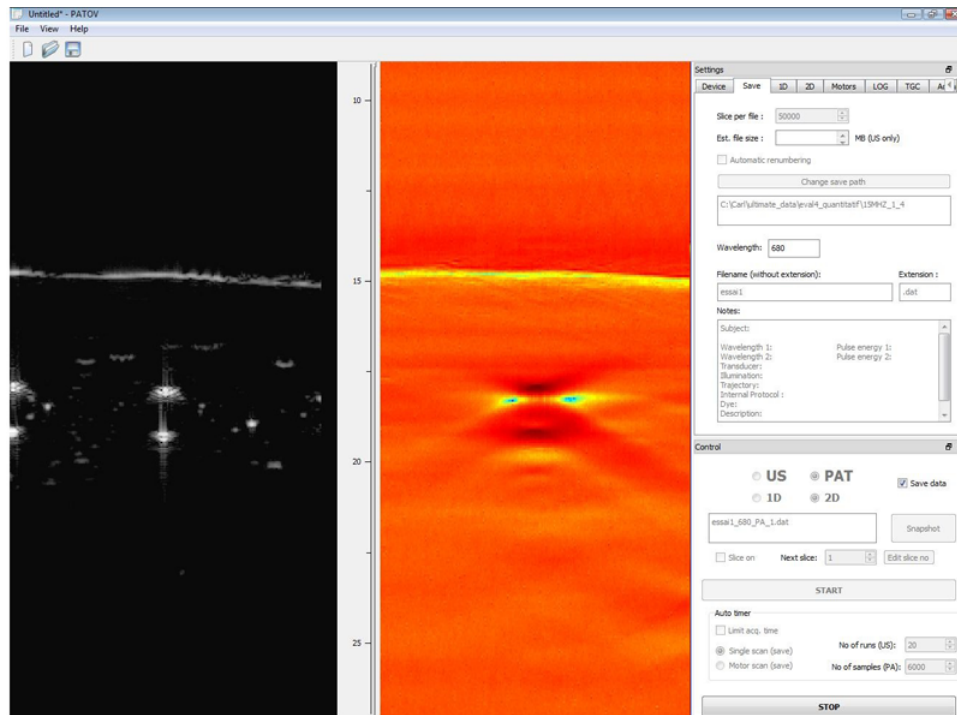 Untitled* - PATOV
File View Help
Settings
Device Save 1D 2D Motors LOG TGC
Slice per file : 50000
Est. file size : MB (US only)
Automatic renumbering
Change save path
C:\Carl\ultimate_data\eval4_quantitatif\15MHZ_1_4
Wavelength: 680
Filename (without extension): Extension :
essai1 .dat
Notes:
Subject:
Wavelength 1: Pulse energy 1:
Wavelength 2: Pulse energy 2:
Transducer:
Illumination:
Trajectory:
Internal Protocol :
Dye:
Description:
Control
US PAT
Save data
1D 2D
essai1_680_PA_1.dat
Snapshot
Slice on Next slice: 1 Edit slice no
START
Auto timer
Limit acq. time
Single scan (save) No of runs (US): 20
Motor scan (save) No of samples (PA): 6000
STOP
10
15
20
25